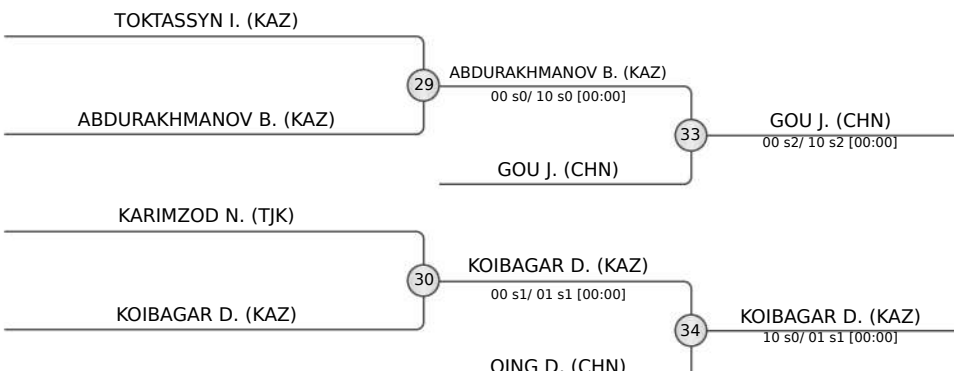 TOKTASSYN I. (KAZ)
29
ABDURAKHMANOV B. (KAZ)
00 s0/ 10 s0 [00:00]
ABDURAKHMANOV B. (KAZ)
33
GOU J. (CHN)
00 s2/ 10 s2 [00:00]
GOU J. (CHN)
KARIMZOD N. (TJK)
30
KOIBAGAR D. (KAZ)
00 s1/ 01 s1 [00:00]
KOIBAGAR D. (KAZ)
34
KOIBAGAR D. (KAZ)
10 s0/ 01 s1 [00:00]
QING D. (CHN)